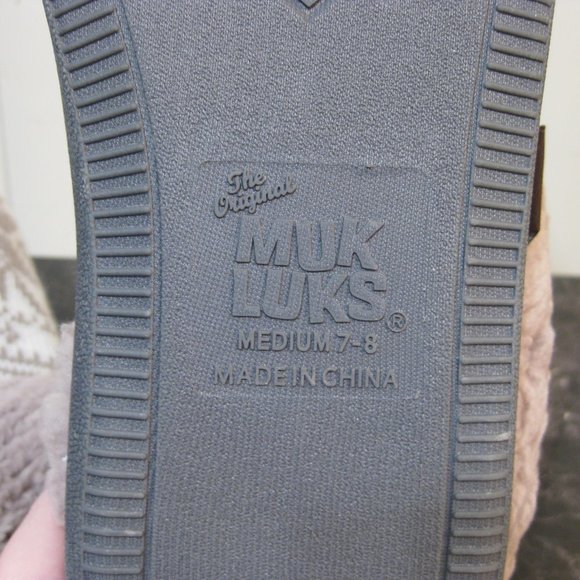 The
Original
MUK
LUKS®
MEDIUM 7-8
MADE IN CHINA